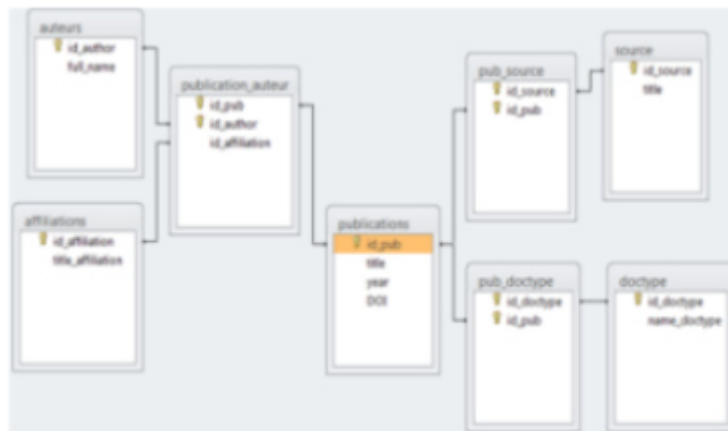 auteurs
id_author
full_name
publication_auteur
id_pub
id_author
id_affiliation
affiliations
id_affiliation
title_affiliation
publications
id_pub
title
year
DOI
pub_source
id_source
id_pub
source
id_source
title
pub_doctype
id_doctype
id_pub
doctype
id_doctype
name_doctype